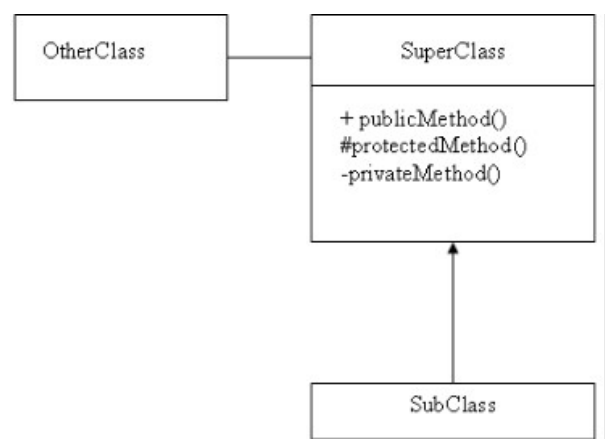 OtherClass
SuperClass
+ publicMethod()
#protectedMethod()
-privateMethod()
SubClass